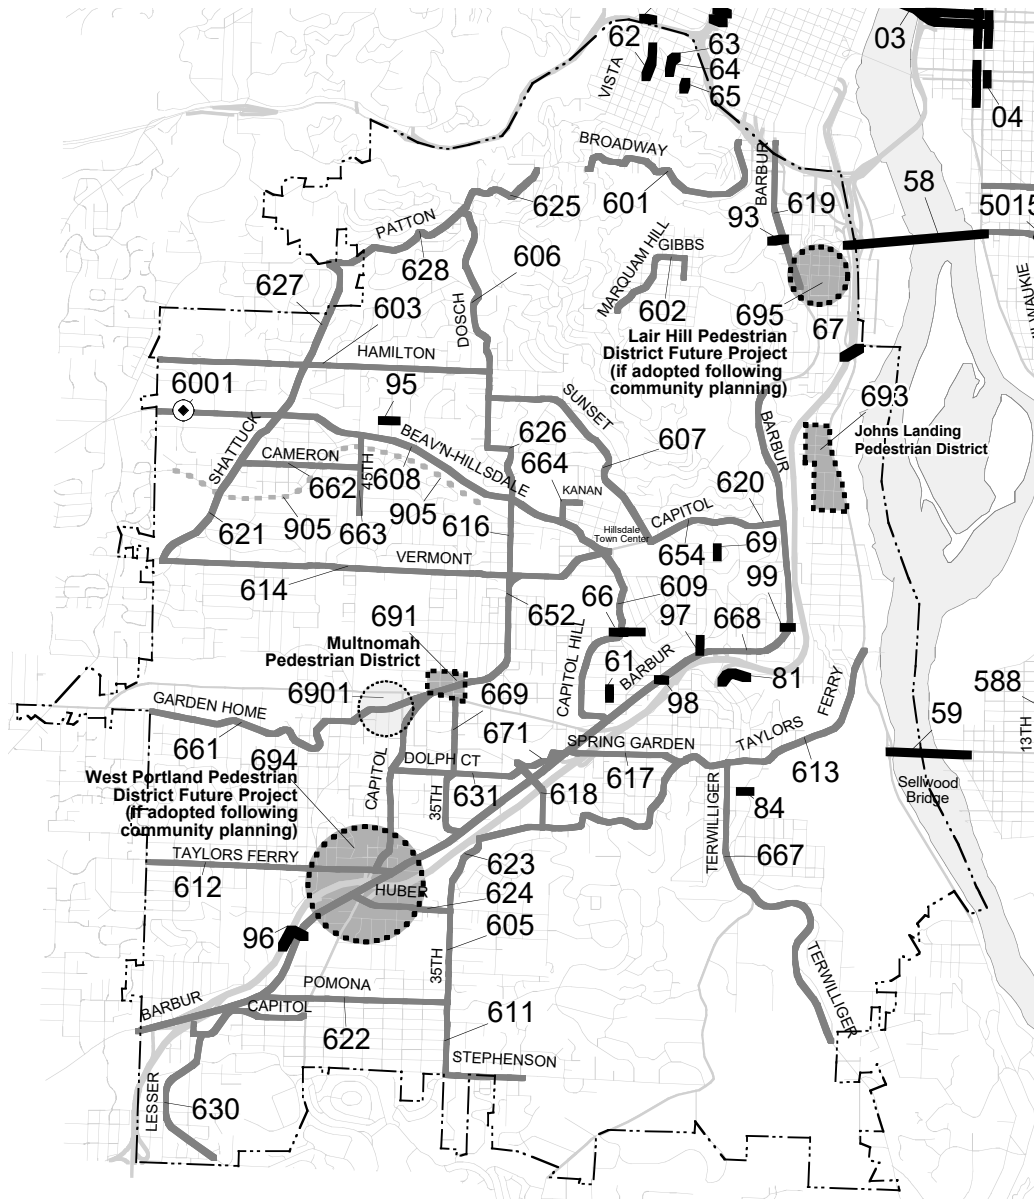 62
63
03
VISTA
64
65
04
BROADWAY
BARBUR
58
625
601
93
619
5015
PATTON
628
606
MARQUAM HILL
GIBBS
627
603
DOSCH
602
695
67
WAUKIE
Lair Hill Pedestrian
District Future Project
(if adopted following
community planning)
HAMILTON
6001
95
SUNSET
693
Johns Landing
Pedestrian District
BARBUR
SHATTUCK
BEAV'N-HILLSDALE
626
607
CAMERON
45TH
664
662
608
KANAN
620
905
905
CAPITOL
621
663
616
Hillsdale
Town Center
654
69
VERMONT
614
609
99
652
66
97
668
691
Multnomah
Pedestrian District
CAPITOL HILL
BARBUR
61
6901
669
98
81
FERRY
588
GARDEN HOME
59
13TH
661
694
671
SPRING GARDEN
TAYLORS
West Portland Pedestrian
District Future Project
(if adopted following
community planning)
CAPITOL
DOLPH CT
617
613
Sellwood
Bridge
35TH
631
618
TERWILLIGER
84
TAYLORS FERRY
623
667
612
HUBER
624
605
96
35TH
TERWILLIGER
POMONA
BARBUR
CAPITOL
622
611
STEPHENSON
LESSER
630